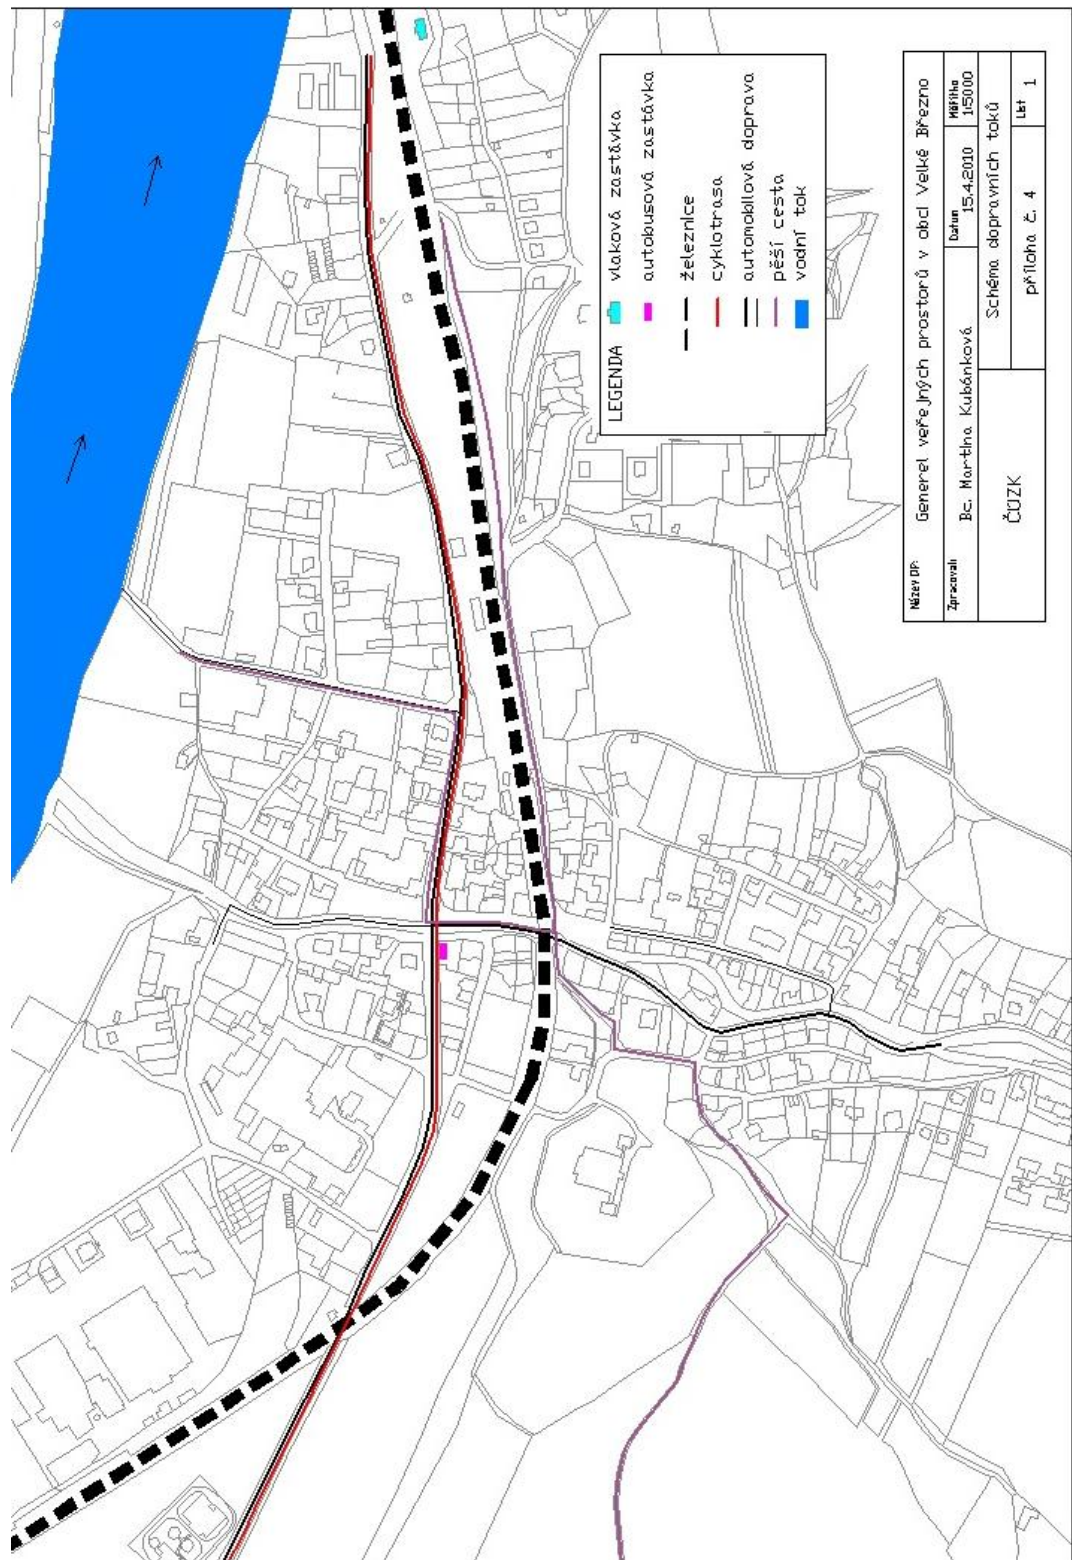 LEGENDA
vlaková zastávka
autobusová zastávka
železnice
cyklotrasa
automobilová doprava
pěší cesta
vodní tok
Název DP: Generel veřejných prostorů v obci Velké Březno
Zpracovali Bc. Martina Kubánková
Datum 15.4.2010
Měřítko 1:5000
ČÚZK
Schéma dopravních toků
příloha č. 4
List 1